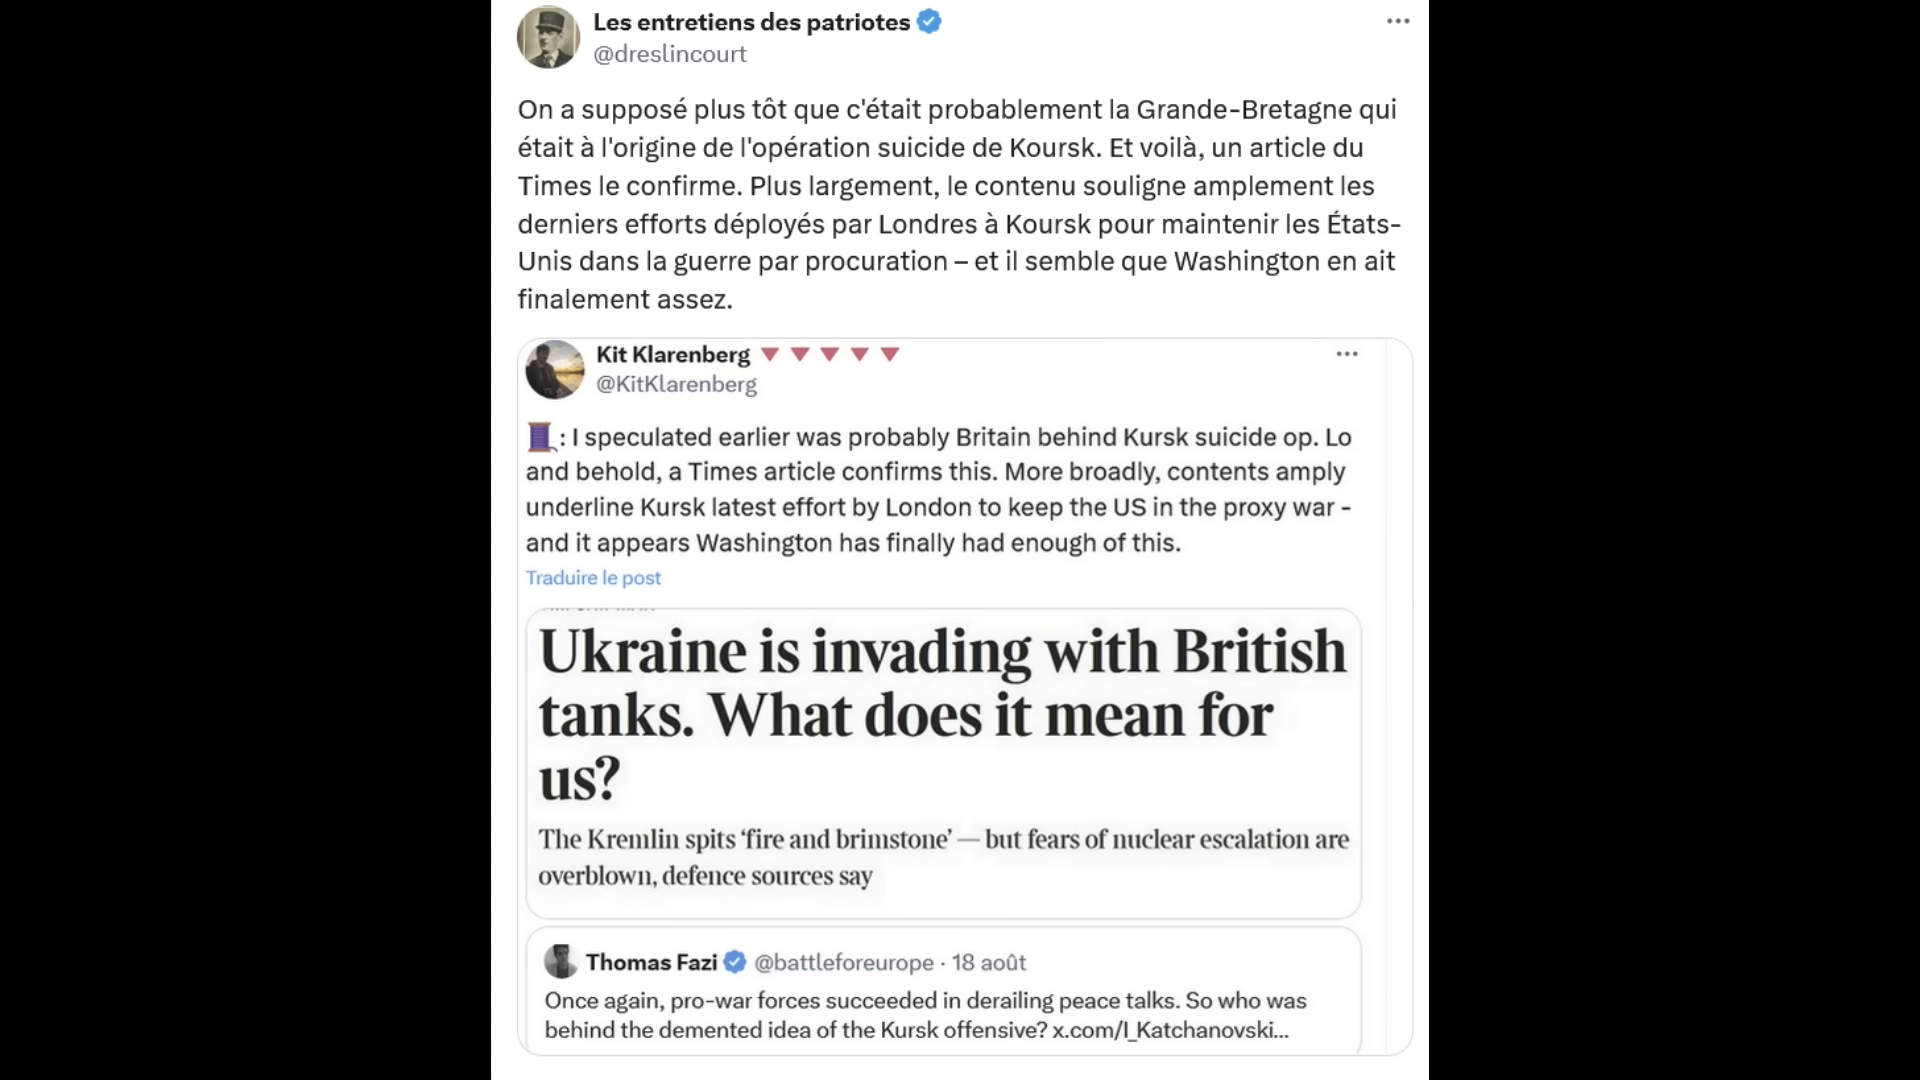 Les entretiens des patriotes
@dreslincourt
On a supposé plus tôt que c'était probablement la Grande-Bretagne qui
était à l'origine de l'opération suicide de Koursk. Et voilà, un article du
Times le confirme. Plus largement, le contenu souligne amplement les
derniers efforts déployés par Londres à Koursk pour maintenir les États-
Unis dans la guerre par procuration – et il semble que Washington en ait
finalement assez.
Kit Klarenberg
@KitKlarenberg
: I speculated earlier was probably Britain behind Kursk suicide op. Lo
and behold, a Times article confirms this. More broadly, contents amply
underline Kursk latest effort by London to keep the US in the proxy war -
and it appears Washington has finally had enough of this.
Traduire le post
Ukraine is invading with British
tanks. What does it mean for
us?
The Kremlin spits ‘fire and brimstone’ — but fears of nuclear escalation are
overblown, defence sources say
Thomas Fazi @battleforeurope · 18 août
Once again, pro-war forces succeeded in derailing peace talks. So who was
behind the demented idea of the Kursk offensive? x.com/I_Katchanovski...